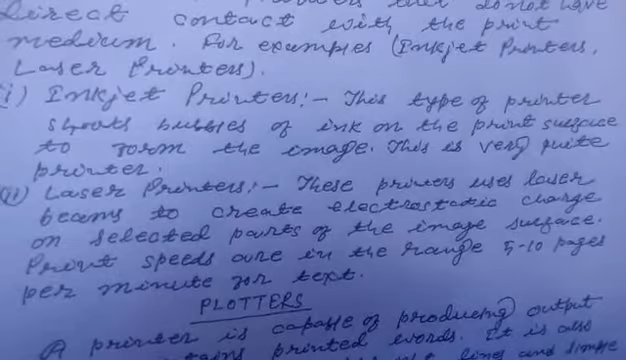 do not have
direct contact with the print
medium. For examples (Inkjet Printers,
Laser Printers).
(i) Inkjet Printers:- This type of printer
shoots bubbles of ink on the print surface
to form the image. This is very quite
printer.
(ii) Laser Printers:- These printers uses laser
beams to create electrostatic charge
on selected parts of the image surface.
Print speeds are in the range 5-10 pages
per minute for text.
PLOTTERS
A printer is capable of producing output
printed words. It is also
lines and simple